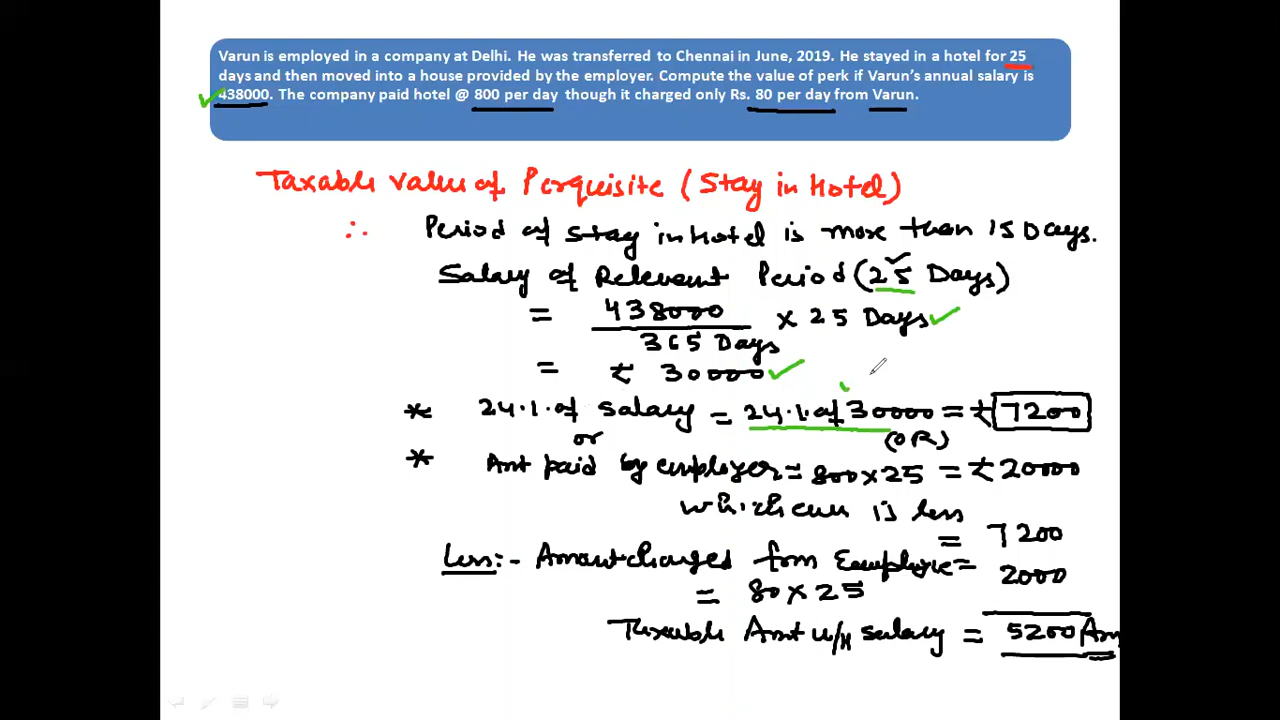 Varun is employed in a company at Delhi. He was transferred to Chennai in June, 2019. He stayed in a hotel for 25
days and then moved into a house provided by the employer. Compute the value of perk if Varun's annual salary is
438000. The company paid hotel @ 800 per day though it charged only Rs. 80 per day from Varun.
Taxable value of Perquisite (Stay in Hotel)
∴ Period of stay in Hotel is more than 15 Days.
Salary of Relevent Period (25 Days)
= 438000 × 25 Days
365 Days
= ₹ 30000
* 24.1. of salary = 24.1. of 30000 = ₹ 7200
or (OR)
* Amt paid by employer = 800×25 = ₹ 20000
is less
= 7200
Less:- Amount charged from Employee = 2000
= 80×25
Taxable Amt u/H salary = 5200